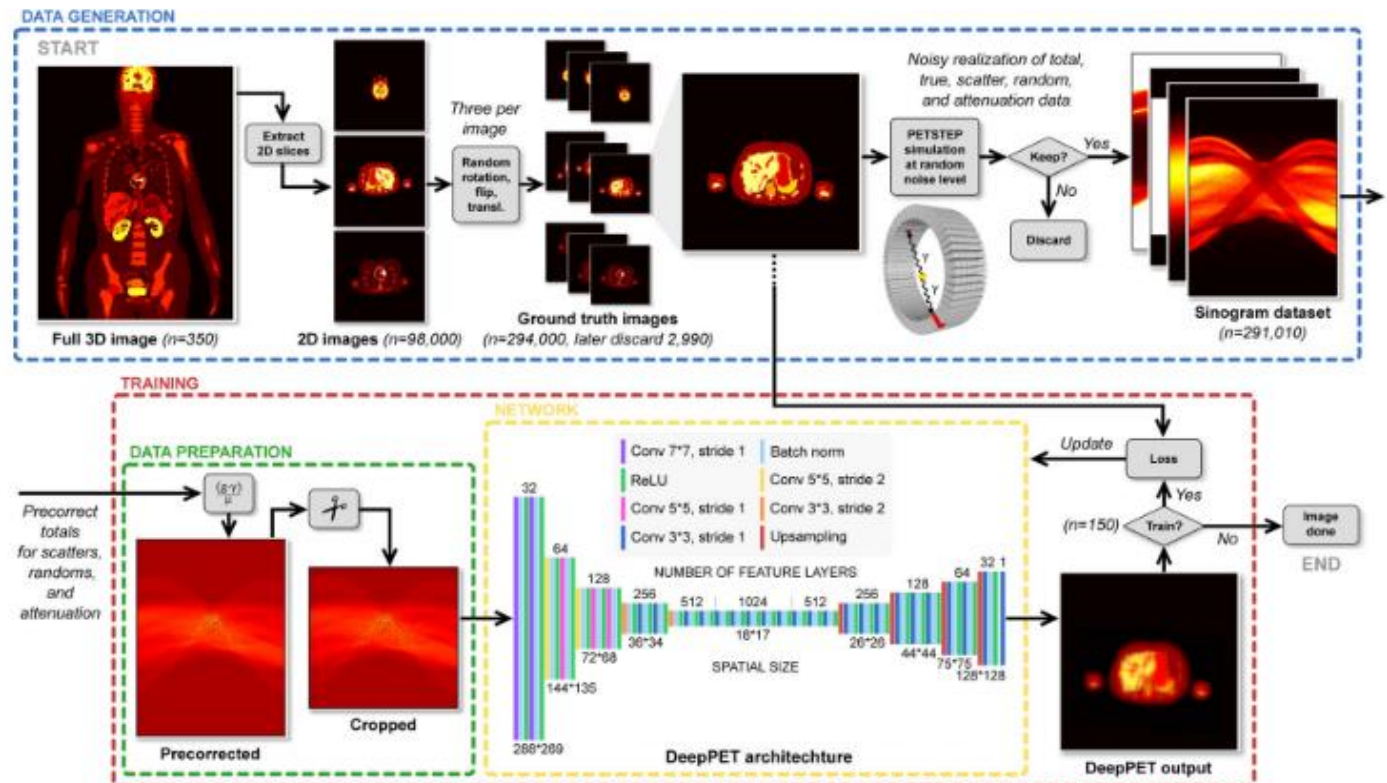 DATA GENERATION
START
Extract
2D slices
Three per
image
Random
rotation,
flip,
transl.
Noisy realization of total,
true, scatter, random,
and attenuation data
PETSTEP
simulation
at random
noise level
Keep?
Yes
No
Discard
γ
γ
Full 3D image (n=350)
2D images (n=98,000)
Ground truth images
(n=294,000, later discard 2,990)
Sinogram dataset
(n=291,010)
TRAINING
DATA PREPARATION
Precorrect
totals
for scatters,
randoms,
and
attenuation
(g-γ)
μ
Precorrected
Cropped
NETWORK
Conv 7*7, stride 1
Batch norm
ReLU
Conv 5*5, stride 2
Conv 5*5, stride 1
Conv 3*3, stride 2
Conv 3*3, stride 1
Upsampling
NUMBER OF FEATURE LAYERS
32
64
128
256
512
1024
512
256
128
64
32 1
288*269
144*135
72*68
36*34
18*17
26*26
44*44
75*75
128*128
SPATIAL SIZE
DeepPET architechture
Update
Loss
Yes
(n=150)
Train?
No
Image
done
END
DeepPET output